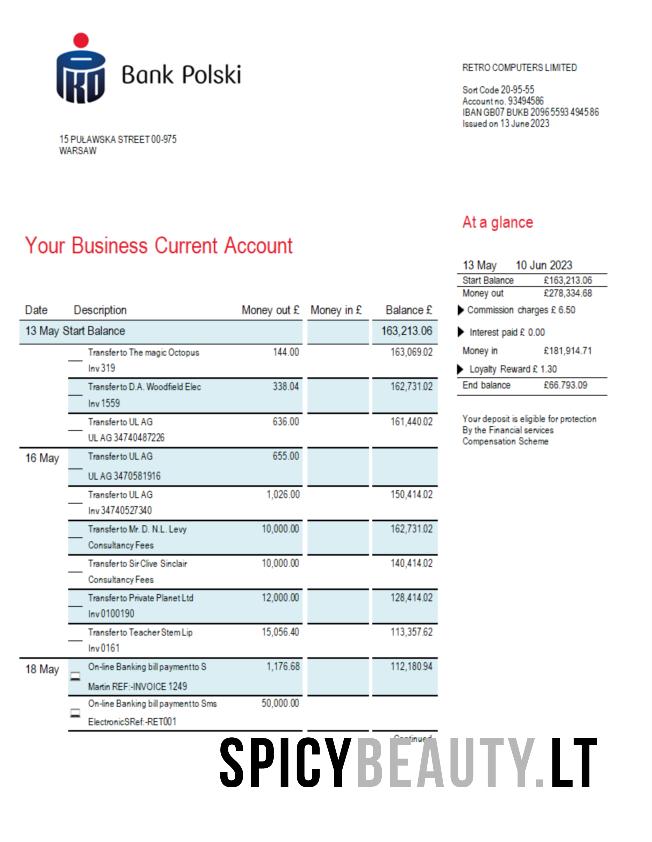 PKO
Bank Polski
RETRO COMPUTERS LIMITED
Sort Code 20-95-55
Account no. 93494586
IBAN GB07 BUKB 2096 5593 4945 86
Issued on 13 June 2023
15 PUŁAWSKA STREET 00-975
WARSAW
At a glance
13 May 10 Jun 2023
Start Balance £163,213.06
Money out £278,334.68
Commission charges £ 6.50
Interest paid £ 0.00
Money in £181,914.71
Loyalty Reward £ 1.30
End balance £66.793.09
Your deposit is eligible for protection
By the Financial services
Compensation Scheme
Your Business Current Account
Date Description Money out £ Money in £ Balance £
13 May Start Balance 163,213.06
Transfer to The magic Octopus 144.00 163,069.02
Inv 319
Transfer to D.A. Woodfield Elec 338.04 162,731.02
Inv 1559
Transfer to UL AG 636.00 161,440.02
UL AG 34740487226
16 May Transfer to UL AG 655.00
UL AG 3470581916
Transfer to UL AG 1,026.00 150,414.02
Inv 34740527340
Transfer to Mr. D. N.L. Levy 10,000.00 162,731.02
Consultancy Fees
Transfer to Sir Clive Sinclair 10,000.00 140,414.02
Consultancy Fees
Transfer to Private Planet Ltd 12,000.00 128,414.02
Inv 0100190
Transfer to Teacher Stem Lip 15,056.40 113,357.62
Inv 0161
18 May On-line Banking bill payment to S 1,176.68 112,180.94
Martin REF:-INVOICE 1249
On-line Banking bill payment to Sms 50,000.00
ElectronicSRef:-RET001
Continued
SPICYBEAUTY.LT